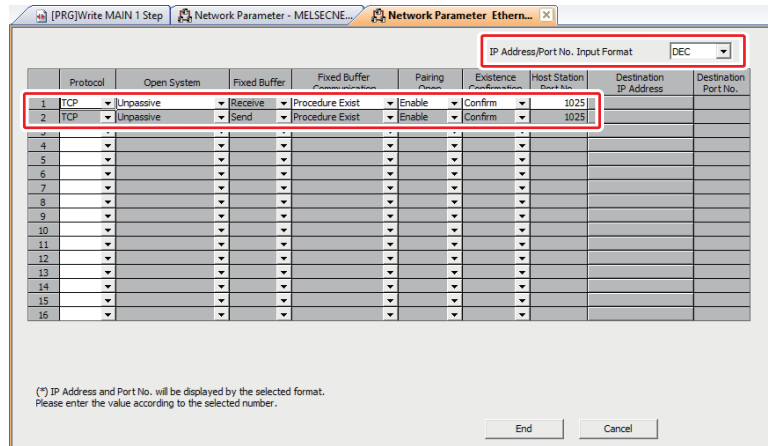 [PRG]Write MAIN 1 Step Network Parameter - MELSECNE... Network Parameter Ethern...
IP Address/Port No. Input Format DEC
Protocol Open System Fixed Buffer Fixed Buffer Communication Pairing Open Existence Confirmation Host Station Port No. Destination IP Address Destination Port No.
1 TCP Unpassive Receive Procedure Exist Enable Confirm 1025
2 TCP Unpassive Send Procedure Exist Enable Confirm 1025
3
4
5
6
7
8
9
10
11
12
13
14
15
16
(*) IP Address and Port No. will be displayed by the selected format.
Please enter the value according to the selected number.
End Cancel